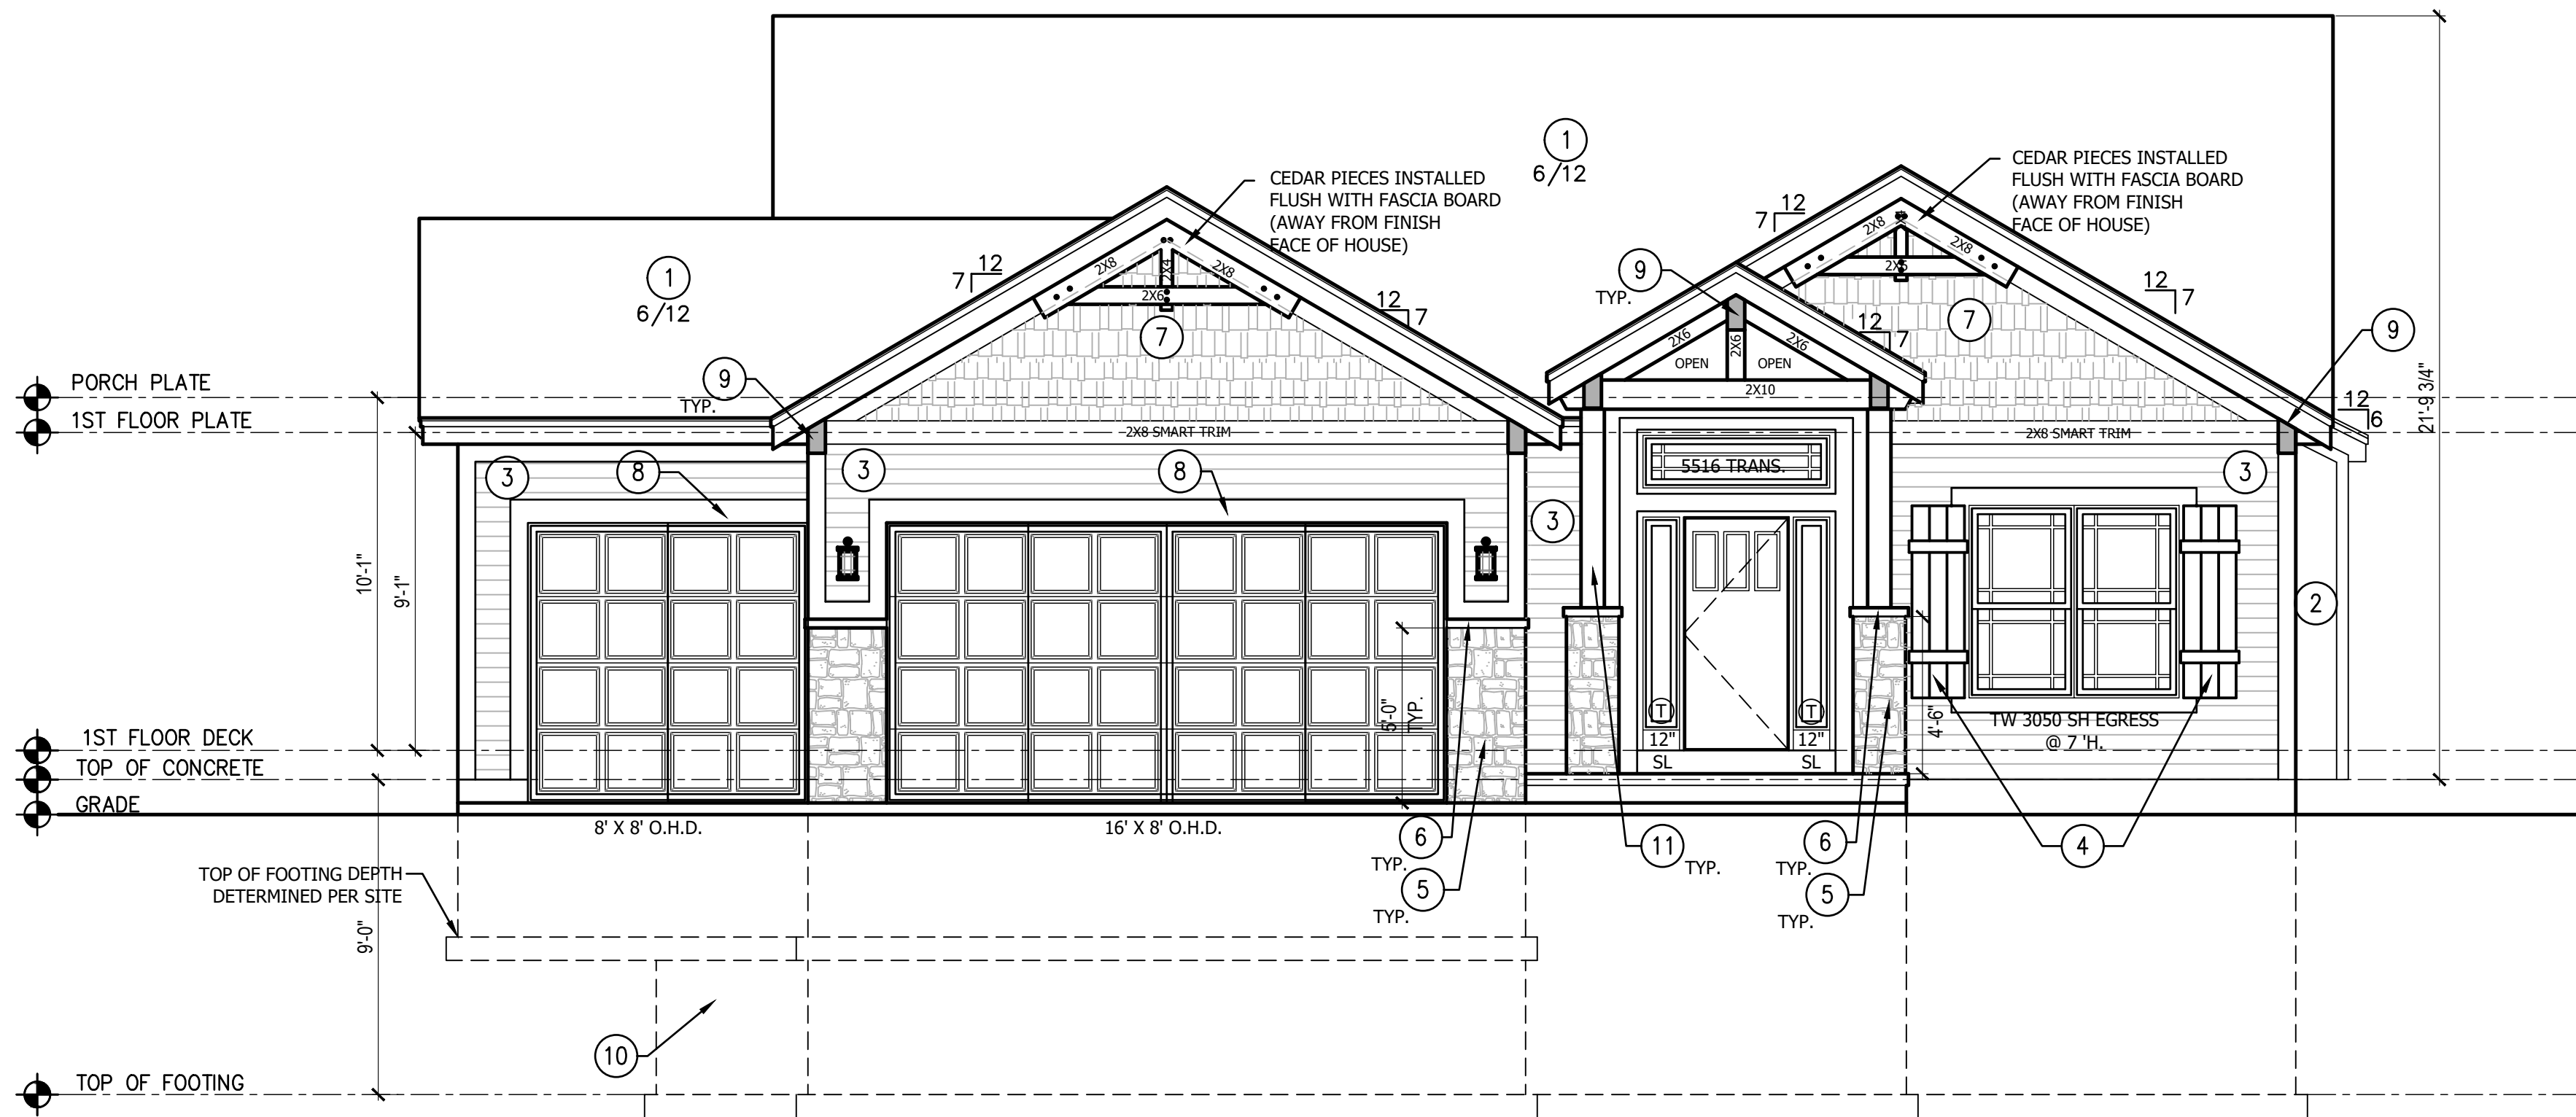 1
6/12
CEDAR PIECES INSTALLED
FLUSH WITH FASCIA BOARD
(AWAY FROM FINISH
FACE OF HOUSE)
CEDAR PIECES INSTALLED
FLUSH WITH FASCIA BOARD
(AWAY FROM FINISH
FACE OF HOUSE)
12
7
12
7
1
6/12
12
7
12
7
12
7
12
6
2X8
2X8
2X4
2X6
7
2X8
2X8
7
9
TYP.
9
TYP.
9
2X6
2X6
2X6
OPEN
OPEN
2X10
21'-9 3/4"
PORCH PLATE
1ST FLOOR PLATE
2X8 SMART TRIM
2X8 SMART TRIM
3
8
3
8
5516 TRANS.
3
3
2
10'-1"
9'-1"
5'-0"
TYP.
T
T
12"
12"
SL
SL
4'-6"
TW 3050 SH EGRESS
@ 7 'H.
1ST FLOOR DECK
TOP OF CONCRETE
GRADE
8' X 8' O.H.D.
16' X 8' O.H.D.
6
TYP.
5
TYP.
11
TYP.
6
TYP.
5
TYP.
4
TOP OF FOOTING DEPTH
DETERMINED PER SITE
9'-0"
10
TOP OF FOOTING